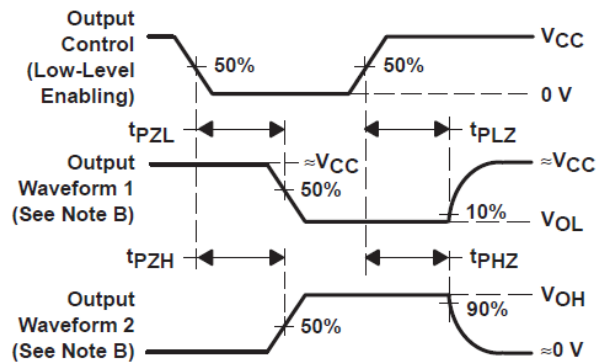 Output
Control
(Low-Level
Enabling)
50%
50%
VCC
0 V
tPZL
tPLZ
Output
Waveform 1
(See Note B)
≈VCC
50%
≈VCC
10%
VOL
tPZH
tPHZ
Output
Waveform 2
(See Note B)
50%
VOH
90%
≈0 V